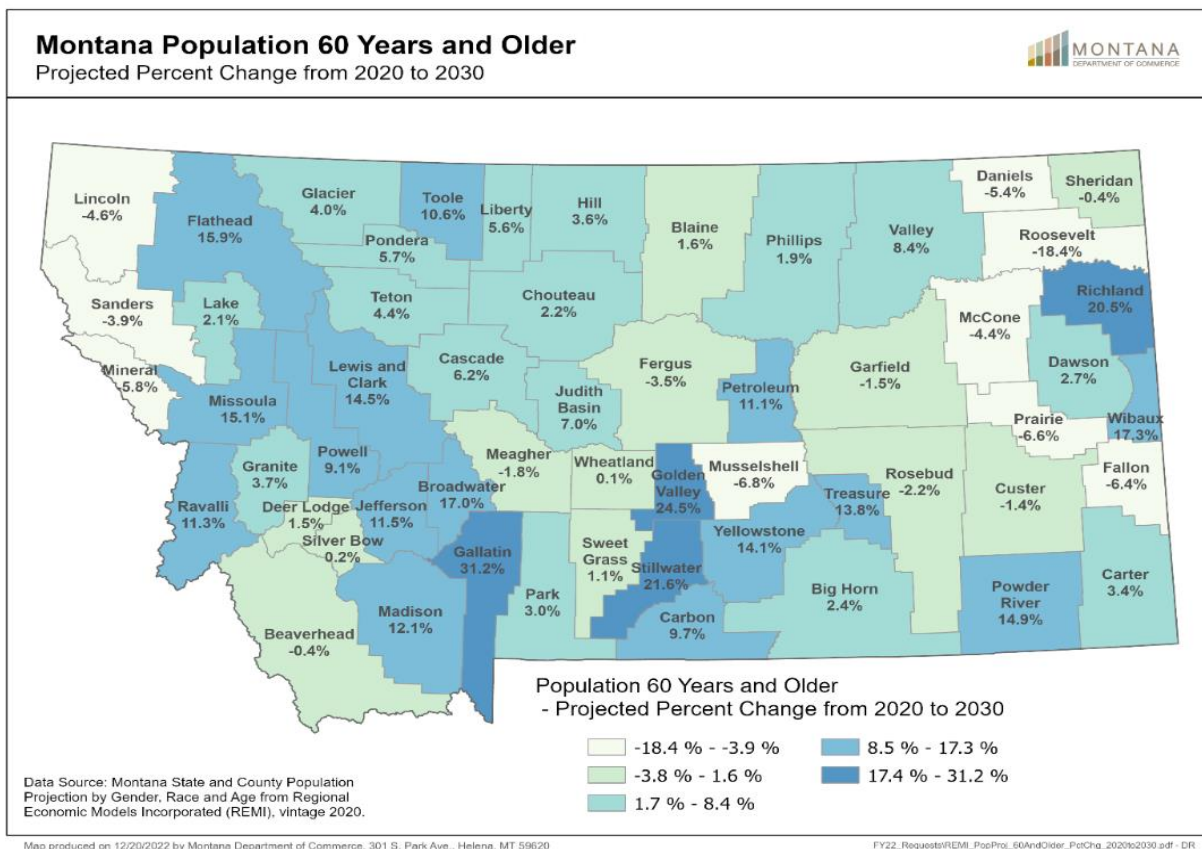 Montana Population 60 Years and Older
Projected Percent Change from 2020 to 2030
MONTANA
DEPARTMENT OF COMMERCE
Lincoln
-4.6%
Flathead
15.9%
Glacier
4.0%
Toole
10.6%
Liberty
5.6%
Hill
3.6%
Blaine
1.6%
Phillips
1.9%
Valley
8.4%
Daniels
-5.4%
Sheridan
-0.4%
Roosevelt
-18.4%
Pondera
5.7%
Sanders
-3.9%
Lake
2.1%
Teton
4.4%
Chouteau
2.2%
Richland
20.5%
McCone
-4.4%
Mineral
-5.8%
Missoula
15.1%
Lewis and
Clark
14.5%
Cascade
6.2%
Judith
Basin
7.0%
Fergus
-3.5%
Petroleum
11.1%
Garfield
-1.5%
Dawson
2.7%
Prairie
-6.6%
Wibaux
17.3%
Granite
3.7%
Powell
9.1%
Meagher
-1.8%
Wheatland
0.1%
Golden
Valley
24.5%
Musselshell
-6.8%
Rosebud
-2.2%
Custer
-1.4%
Fallon
-6.4%
Ravalli
11.3%
Deer Lodge
1.5%
Jefferson
11.5%
Broadwater
17.0%
Treasure
13.8%
Silver Bow
0.2%
Gallatin
31.2%
Sweet
Grass
1.1%
Stillwater
21.6%
Yellowstone
14.1%
Big Horn
2.4%
Powder
River
14.9%
Carter
3.4%
Beaverhead
-0.4%
Madison
12.1%
Park
3.0%
Carbon
9.7%
Population 60 Years and Older
- Projected Percent Change from 2020 to 2030
-18.4 % - -3.9 %
-3.8 % - 1.6 %
1.7 % - 8.4 %
8.5 % - 17.3 %
17.4 % - 31.2 %
Data Source: Montana State and County Population
Projection by Gender, Race and Age from Regional
Economic Models Incorporated (REMI), vintage 2020.
Map produced on 12/20/2022 by Montana Department of Commerce, 301 S. Park Ave., Helena, MT 59620
FY22_Requests\REMI_PopProj_60AndOlder_PctChg_2020to2030.pdf - DR